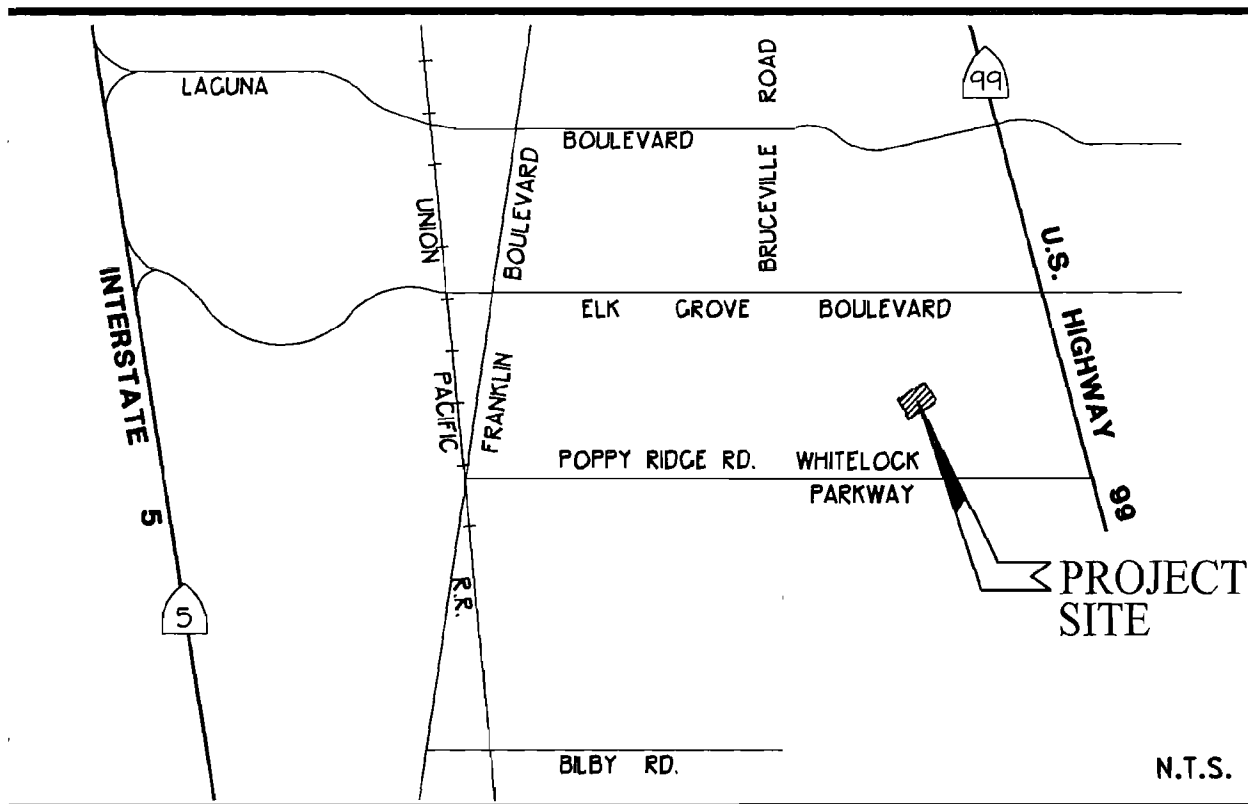 LAGUNA
BOULEVARD
BRUCEVILLE ROAD
99
UNION
PACIFIC
R.R.
FRANKLIN BOULEVARD
INTERSTATE 5
5
ELK GROVE BOULEVARD
U.S. HIGHWAY 99
POPPY RIDGE RD. WHITELOCK
PARKWAY
PROJECT
SITE
BILBY RD.
N.T.S.